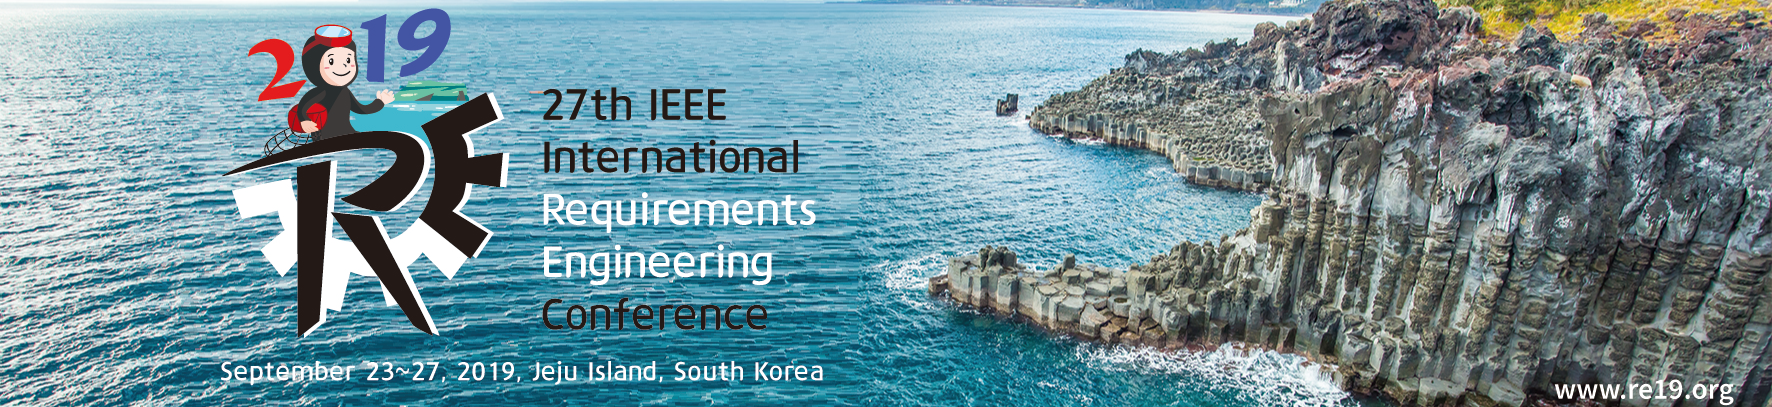 2019
RE
27th IEEE
International
Requirements
Engineering
Conference
September 23~27, 2019, Jeju Island, South Korea
www.re19.org